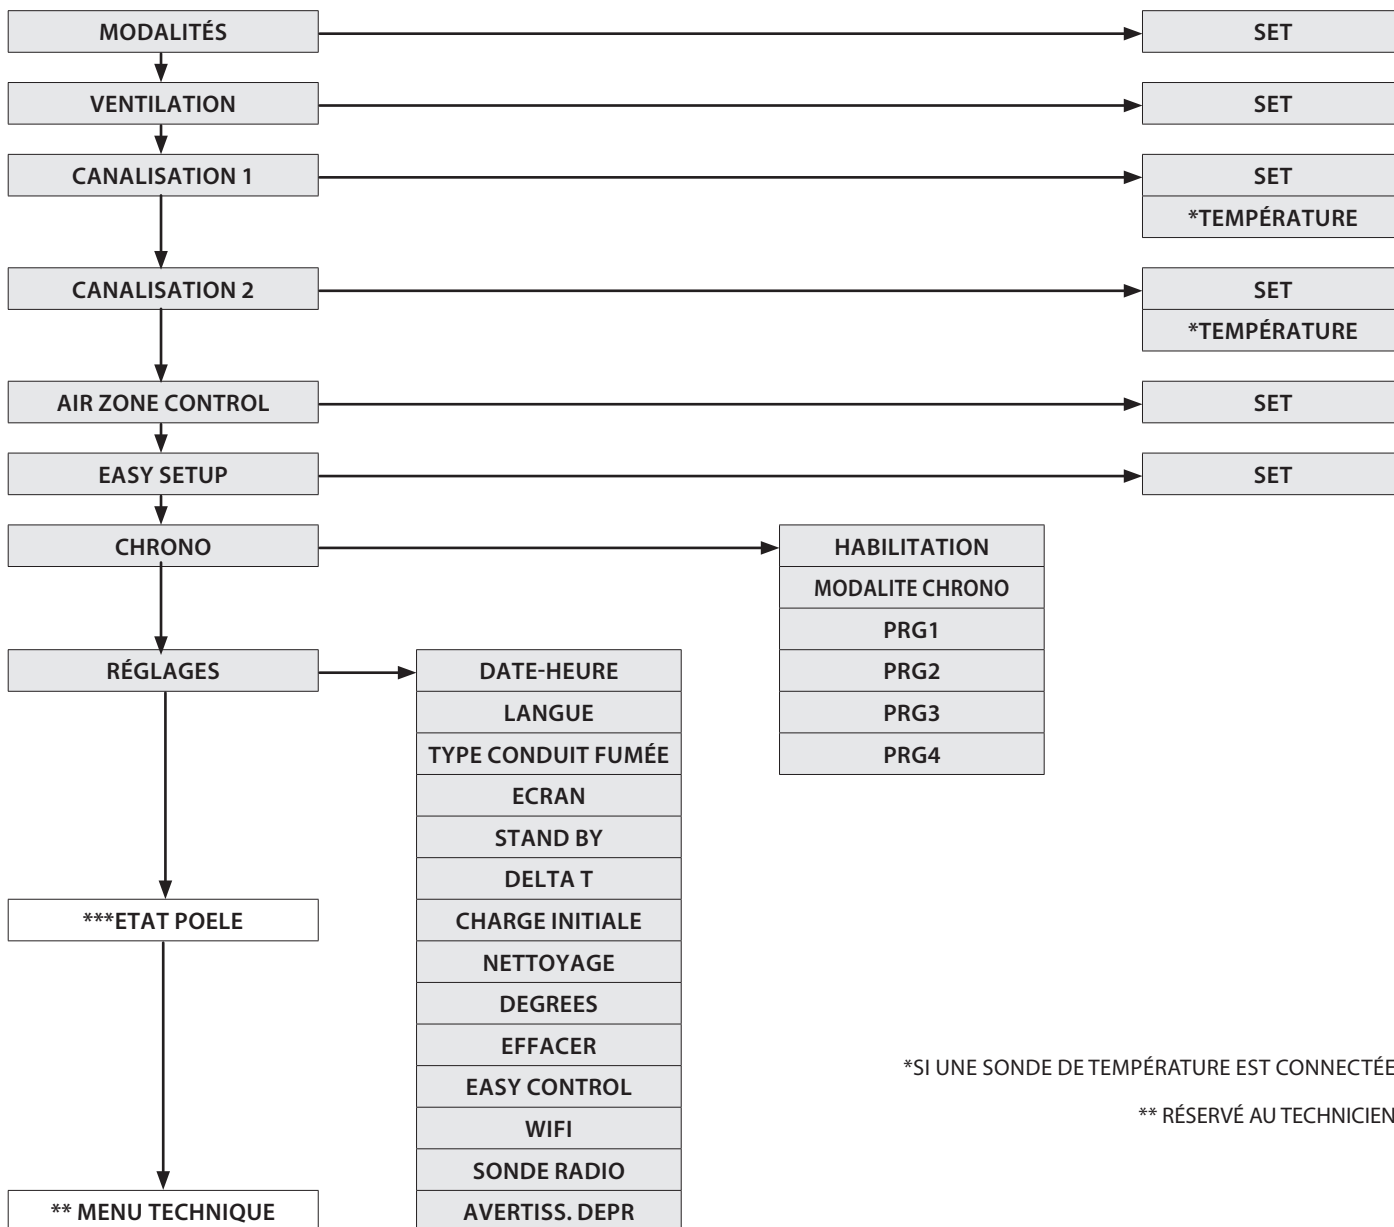 MODALITÉS
SET
VENTILATION
SET
CANALISATION 1
SET
*TEMPÉRATURE
CANALISATION 2
SET
*TEMPÉRATURE
AIR ZONE CONTROL
SET
EASY SETUP
SET
CHRONO
HABILITATION
MODALITE CHRONO
PRG1
PRG2
PRG3
PRG4
RÉGLAGES
DATE-HEURE
LANGUE
TYPE CONDUIT FUMÉE
ECRAN
STAND BY
DELTA T
CHARGE INITIALE
NETTOYAGE
DEGREES
EFFACER
EASY CONTROL
WIFI
SONDE RADIO
AVERTISS. DEPR
***ETAT POELE
** MENU TECHNIQUE
*SI UNE SONDE DE TEMPÉRATURE EST CONNECTÉE
** RÉSERVÉ AU TECHNICIEN